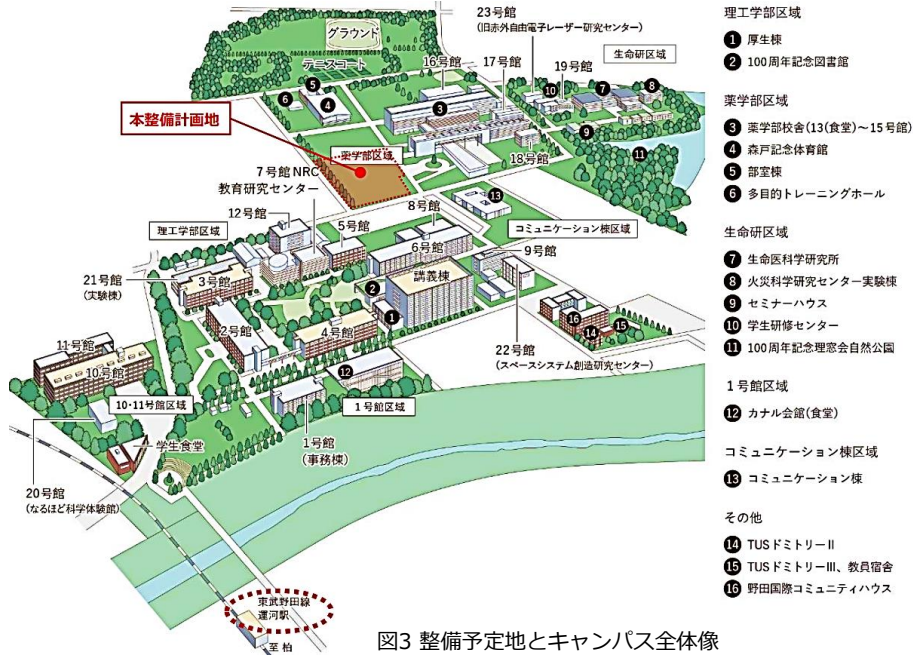 グラウンド
テニスコート
23号館
(旧赤外自由電子レーザー研究センター)
生命研区域
16号館
17号館
19号館
10
7
8
5
4
6
3
9
11
18号館
本整備計画地
薬学部区域
7号館 NRC
教育研究センター
13
コミュニケーション棟区域
理工学部区域
12号館
5号館
8号館
6号館
9号館
講義棟
21号館
(実験棟)
3号館
2
1
2号館
4号館
22号館
(スペースシステム創造研究センター)
16
14
15
11号館
10号館
12
10・11号館区域
1号館区域
1号館
(事務棟)
学生食堂
20号館
(なるほど科学体験館)
東武野田線
運河駅
至 柏
図3 整備予定地とキャンパス全体像
理工学部区域
1 厚生棟
2 100周年記念図書館
薬学部区域
3 薬学部校舎(13(食堂)～15号館)
4 森戸記念体育館
5 部室棟
6 多目的トレーニングホール
生命研区域
7 生命医科学研究所
8 火災科学研究センター実験棟
9 セミナーハウス
10 学生研修センター
11 100周年記念理窓会自然公園
1号館区域
12 カナル会館(食堂)
コミュニケーション棟区域
13 コミュニケーション棟
その他
14 TUSドミトリーII
15 TUSドミトリーIII、教員宿舎
16 野田国際コミュニティハウス